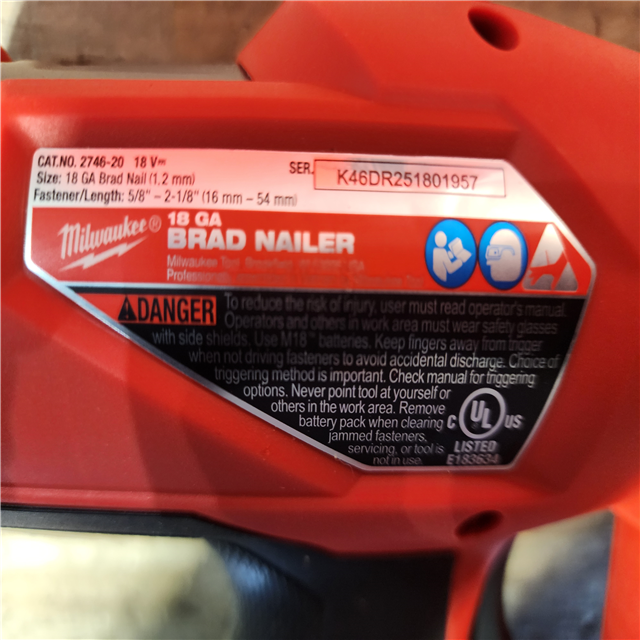 CAT.NO. 2746-20 18 V
SER. K46DR251801957
Size: 18 GA Brad Nail (1,2 mm)
Fastener/Length: 5/8" – 2-1/8" (16 mm – 54 mm)
Milwaukee®
18 GA
BRAD NAILER
Milwaukee Tool
DANGER
To reduce the risk of injury, user must read operator's manual.
Operators and others in work area must wear safety glasses
with side shields. Use M18™ batteries. Keep fingers away from trigger
when not driving fasteners to avoid accidental discharge. Choice of
triggering method is important. Check manual for triggering
options. Never point tool at yourself or
others in the work area. Remove
battery pack when clearing
jammed fasteners,
servicing, or tool is
not in use.
C UL US
LISTED
E183634